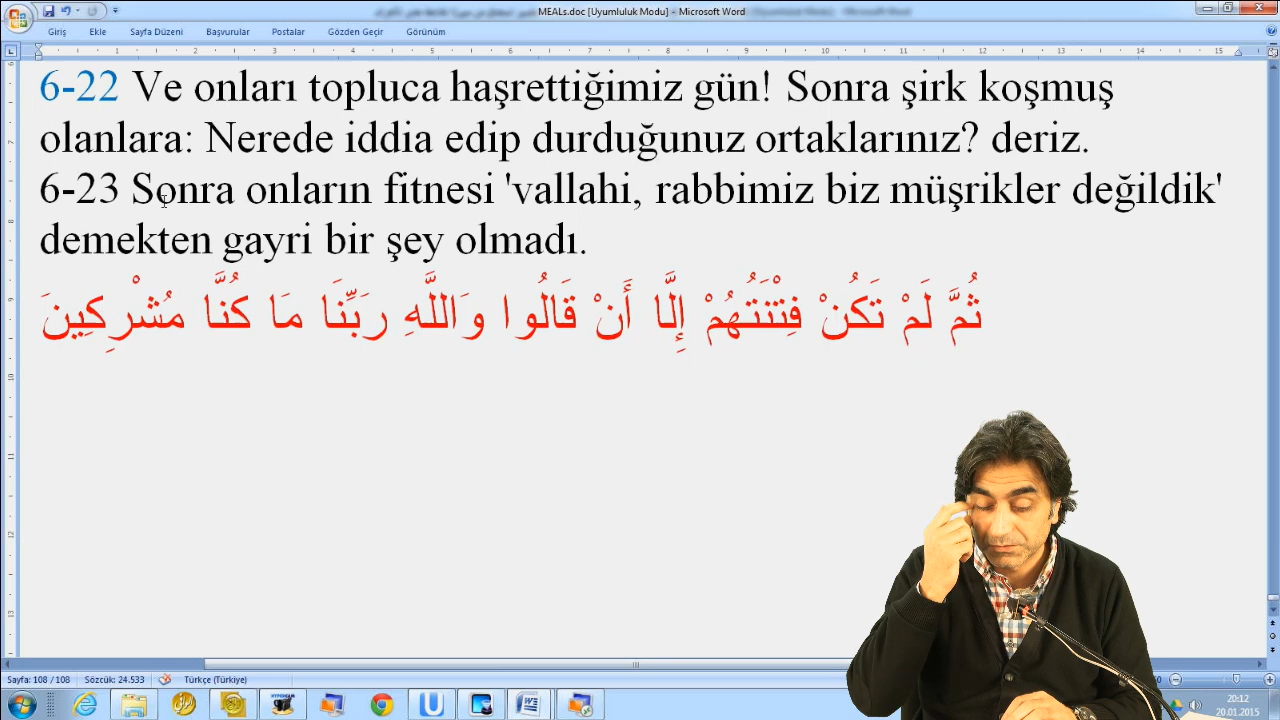 MEALs.doc [Uyumluluk Modu] - Microsoft Word
Giriş Ekle Sayfa Düzeni Başvurular Postalar Gözden Geçir Görünüm
6-22 Ve onları topluca haşrettiğimiz gün! Sonra şirk koşmuş
olanlara: Nerede iddia edip durduğunuz ortaklarınız? deriz.
6-23 Sonra onların fitnesi 'vallahi, rabbimiz biz müşrikler değildik'
demekten gayri bir şey olmadı.
ثُمَّ لَمْ تَكُنْ فِتْنَتُهُمْ إِلَّا أَنْ قَالُوا وَاللَّهِ رَبِّنَا مَا كُنَّا مُشْرِكِينَ
Sayfa: 108 / 108 Sözcük: 24.533 Türkçe (Türkiye)
20:12
20.01.2015